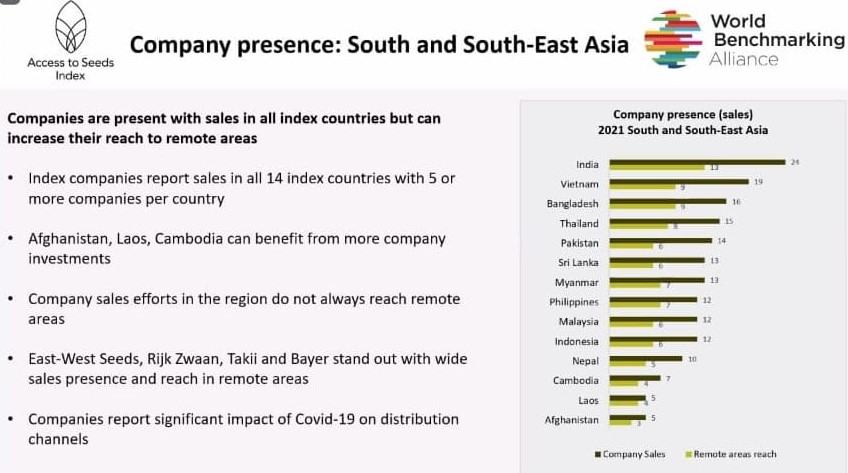 Access to Seeds
Index
Company presence: South and South-East Asia
World
Benchmarking
Alliance
Companies are present with sales in all index countries but can
increase their reach to remote areas
• Index companies report sales in all 14 index countries with 5 or
more companies per country
• Afghanistan, Laos, Cambodia can benefit from more company
investments
• Company sales efforts in the region do not always reach remote
areas
• East-West Seeds, Rijk Zwaan, Takii and Bayer stand out with wide
sales presence and reach in remote areas
• Companies report significant impact of Covid-19 on distribution
channels
Company presence (sales)
2021 South and South-East Asia
India 24
13
Vietnam 19
9
Bangladesh 16
9
Thailand 15
8
Pakistan 14
6
Sri Lanka 13
6
Myanmar 13
7
Philippines 12
7
Malaysia 12
6
Indonesia 12
6
Nepal 10
5
Cambodia 7
4
Laos 5
4
Afghanistan 5
3
Company Sales Remote areas reach